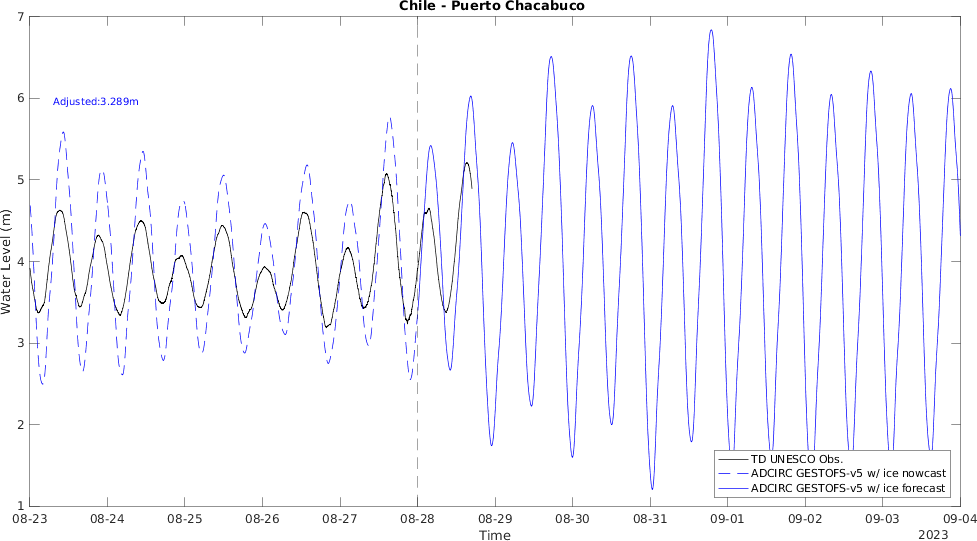 Chile - Puerto Chacabuco
7
6
5
4
3
2
1
Water Level (m)
Adjusted:3.289m
TD UNESCO Obs.
ADCIRC GESTOFS-v5 w/ ice nowcast
ADCIRC GESTOFS-v5 w/ ice forecast
08-23 08-24 08-25 08-26 08-27 08-28 08-29 08-30 08-31 09-01 09-02 09-03 09-04
Time
2023